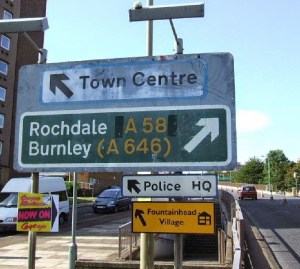 Town Centre
Rochdale A 58
Burnley (A 646)
Police HQ
Fountainhead
Village
NOW ON